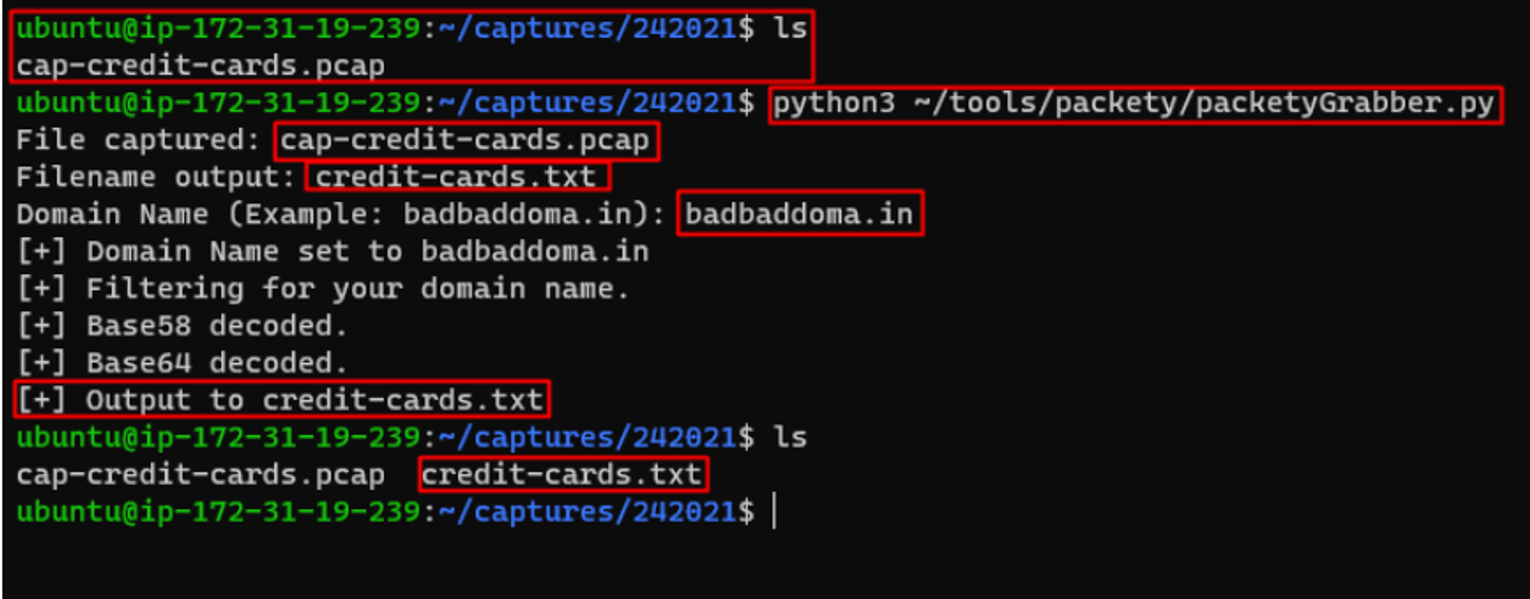 ubuntu@ip-172-31-19-239:~/captures/242021$ ls
cap-credit-cards.pcap
ubuntu@ip-172-31-19-239:~/captures/242021$ python3 ~/tools/packety/packetyGrabber.py
File captured: cap-credit-cards.pcap
Filename output: credit-cards.txt
Domain Name (Example: badbaddoma.in): badbaddoma.in
[+] Domain Name set to badbaddoma.in
[+] Filtering for your domain name.
[+] Base58 decoded.
[+] Base64 decoded.
[+] Output to credit-cards.txt
ubuntu@ip-172-31-19-239:~/captures/242021$ ls
cap-credit-cards.pcap  credit-cards.txt
ubuntu@ip-172-31-19-239:~/captures/242021$